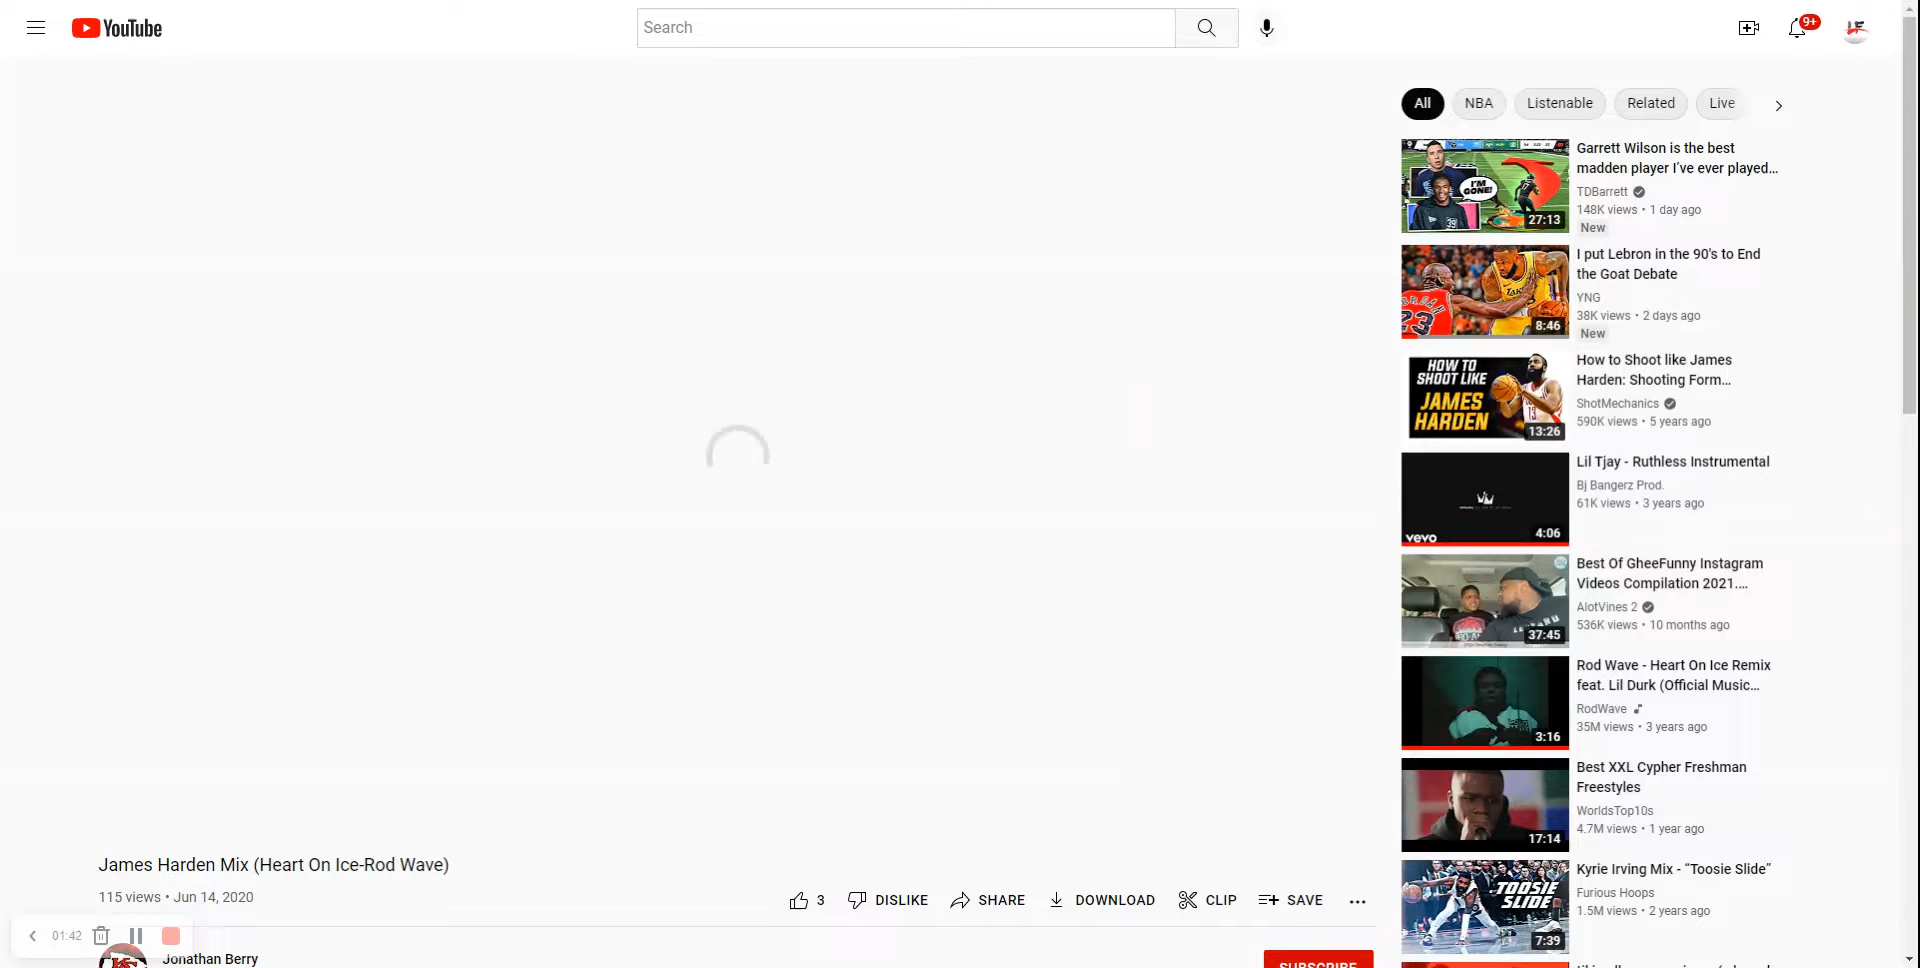 YouTube
Search
9+
All
NBA
Listenable
Related
Live
I'M
GONE!
39
27:13
Garrett Wilson is the best
madden player I've ever played...
TDBarrett
148K views • 1 day ago
New
23
8:46
I put Lebron in the 90's to End
the Goat Debate
YNG
38K views • 2 days ago
New
HOW TO
SHOOT LIKE
JAMES
HARDEN
13
13:26
How to Shoot like James
Harden: Shooting Form...
ShotMechanics
590K views • 5 years ago
vevo
4:06
Lil Tjay - Ruthless Instrumental
Bj Bangerz Prod.
61K views • 3 years ago
37:45
Best Of GheeFunny Instagram
Videos Compilation 2021....
AlotVines 2
536K views • 10 months ago
3:16
Rod Wave - Heart On Ice Remix
feat. Lil Durk (Official Music...
RodWave
35M views • 3 years ago
17:14
Best XXL Cypher Freshman
Freestyles
WorldsTop10s
4.7M views • 1 year ago
TOOSIE
SLIDE
7:39
Kyrie Irving Mix - “Toosie Slide”
Furious Hoops
1.5M views • 2 years ago
James Harden Mix (Heart On Ice-Rod Wave)
115 views • Jun 14, 2020
3
DISLIKE
SHARE
DOWNLOAD
CLIP
SAVE
01:42
Jonathan Berry
SUBSCRIBE